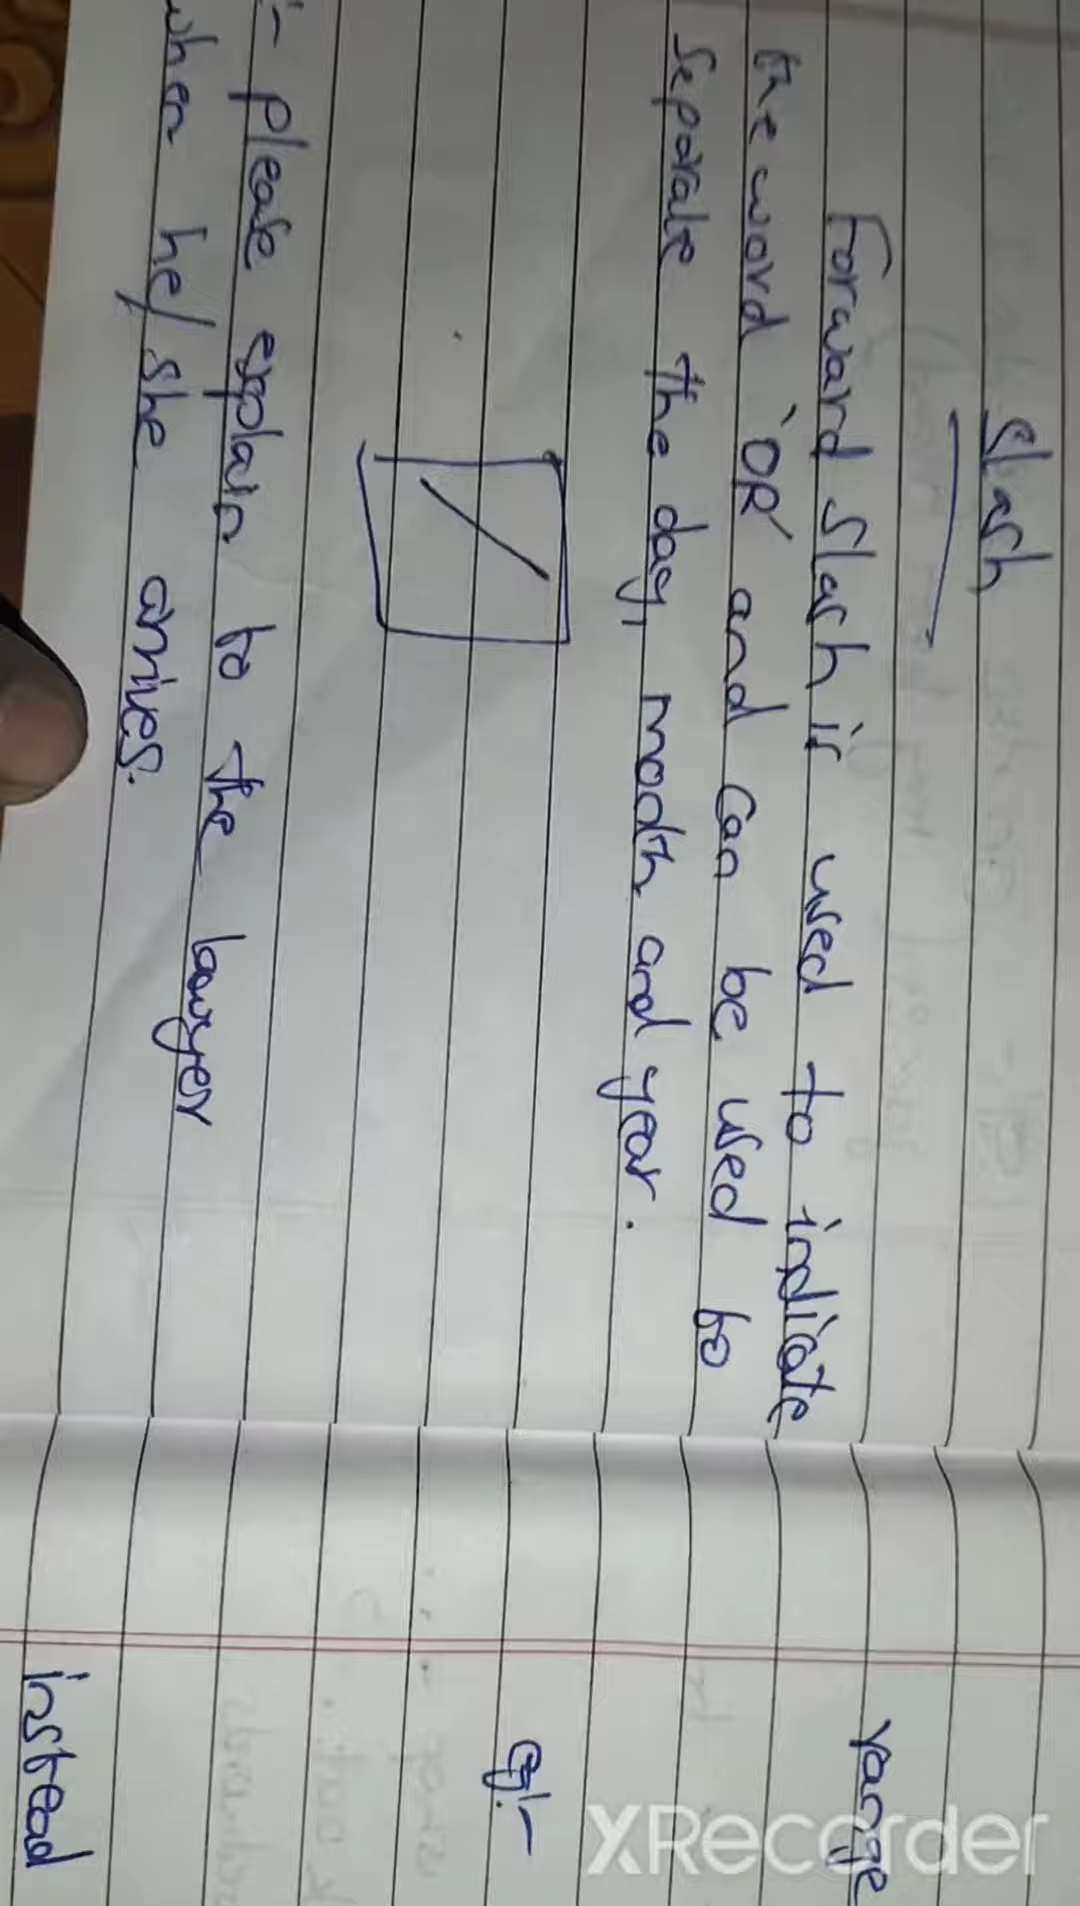 Slash
Forward Slash is used to indicate
the word 'OR' and can be used to
Separate the day, month and year.
/
:- please explain to the lawyer
when he/she arrives.
range
eg:-
instead
XRecorder